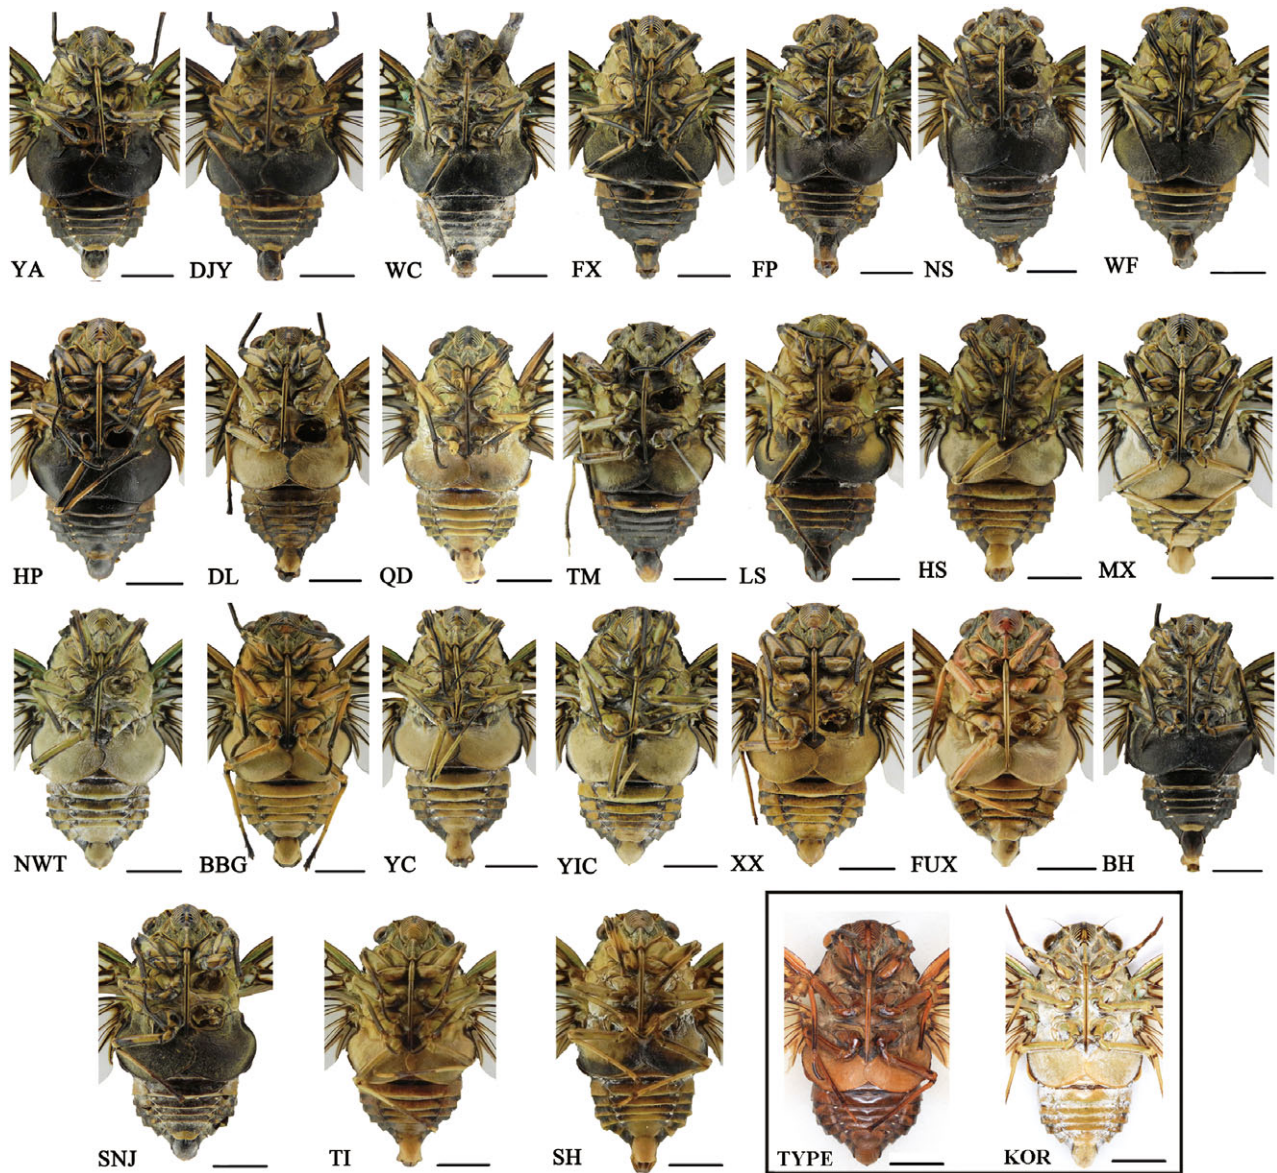 YA DJY WC FX FP NS WF
HP DL QD TM LS HS MX
NWT BBG YC YIC XX FUX BH
SNJ TI SH TYPE KOR